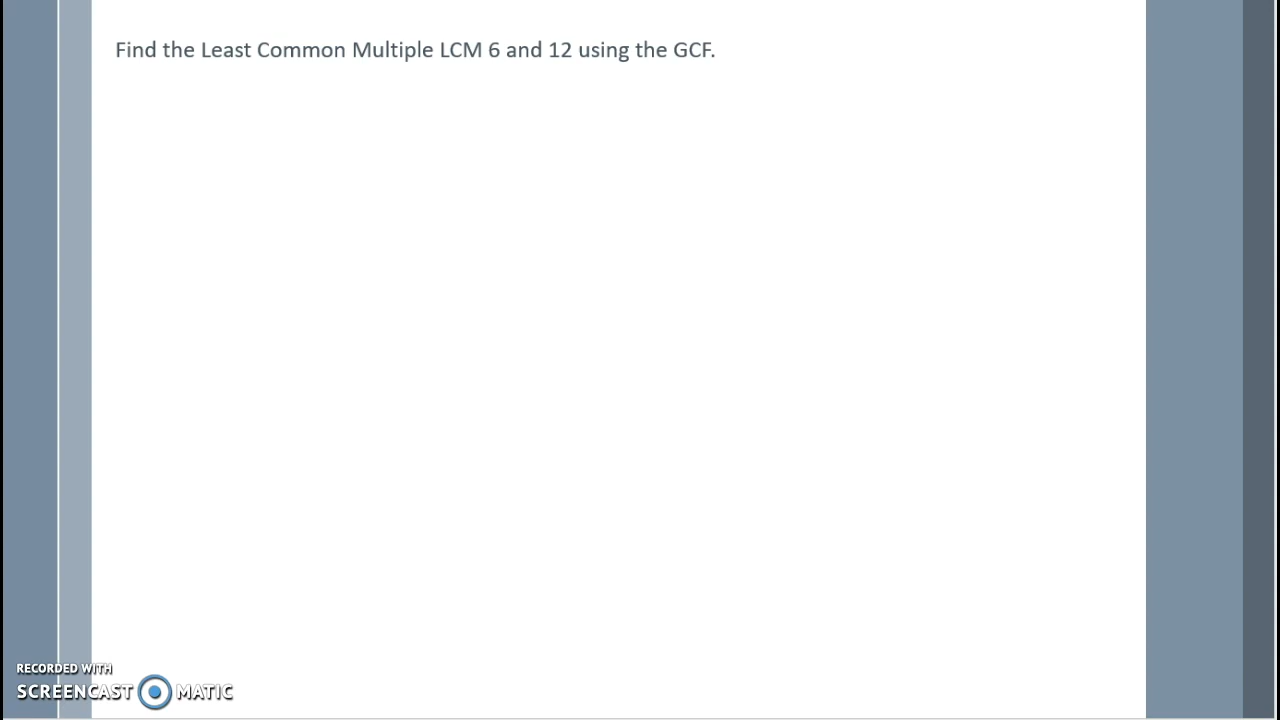 Find the Least Common Multiple LCM 6 and 12 using the GCF.
RECORDED WITH
SCREENCAST MATIC